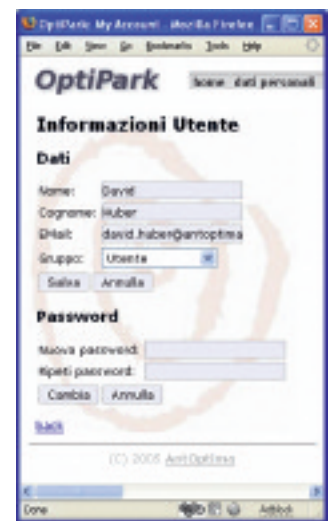 OptiPark: My Account - Mozilla Firefox
File Edit View Go Bookmarks Tools Help
OptiPark home dati personali
Informazioni Utente
Dati
Nome: David
Cognome: Huber
EMail: david.huber@antoptima
Gruppo: Utente
Salva Annulla
Password
Nuova password:
Ripeti password:
Cambia Annulla
back
(C) 2005 AntOptima
Done Adblock